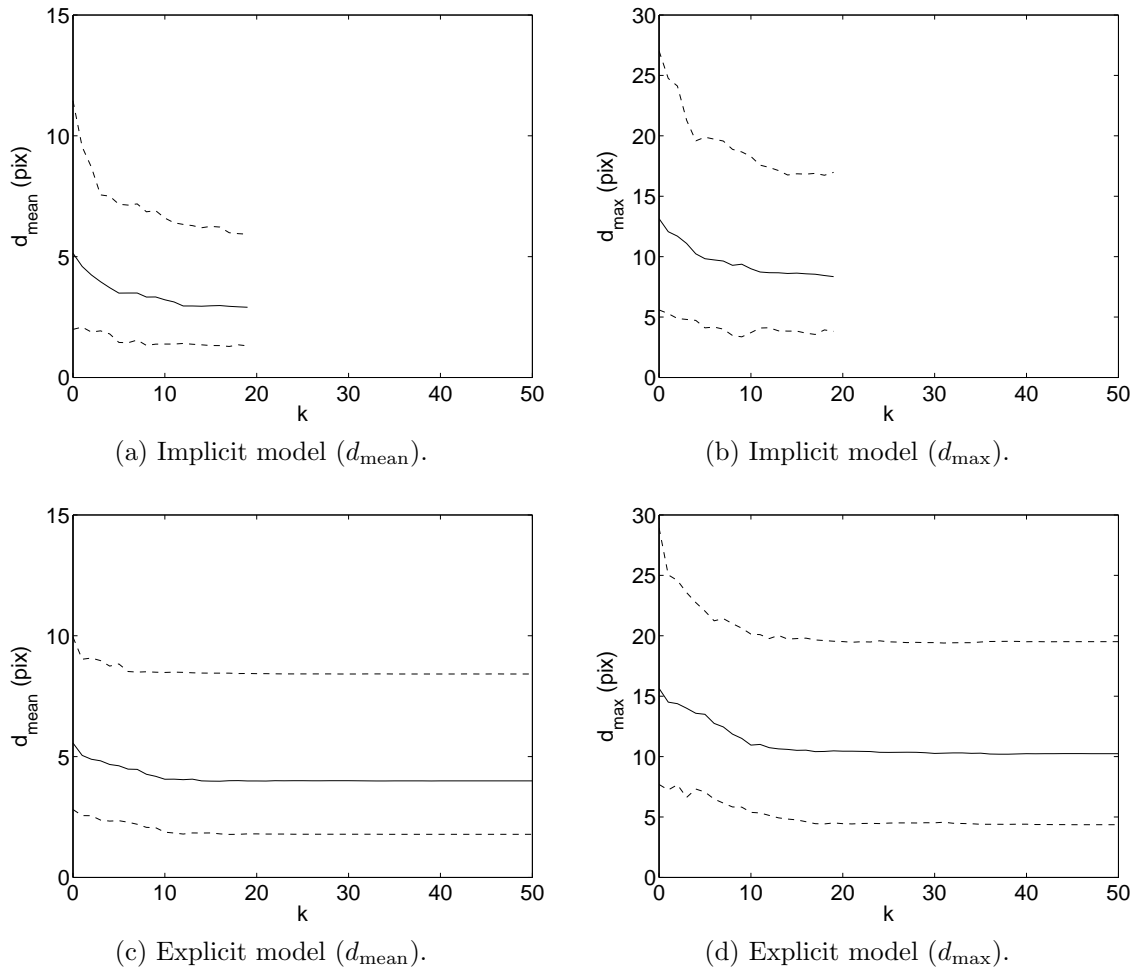 15
10
5
0
d_mean (pix)
0 10 20 30 40 50
k
(a) Implicit model (d_mean).
30
25
20
15
10
5
0
d_max (pix)
0 10 20 30 40 50
k
(b) Implicit model (d_max).
15
10
5
0
d_mean (pix)
0 10 20 30 40 50
k
(c) Explicit model (d_mean).
30
25
20
15
10
5
0
d_max (pix)
0 10 20 30 40 50
k
(d) Explicit model (d_max).